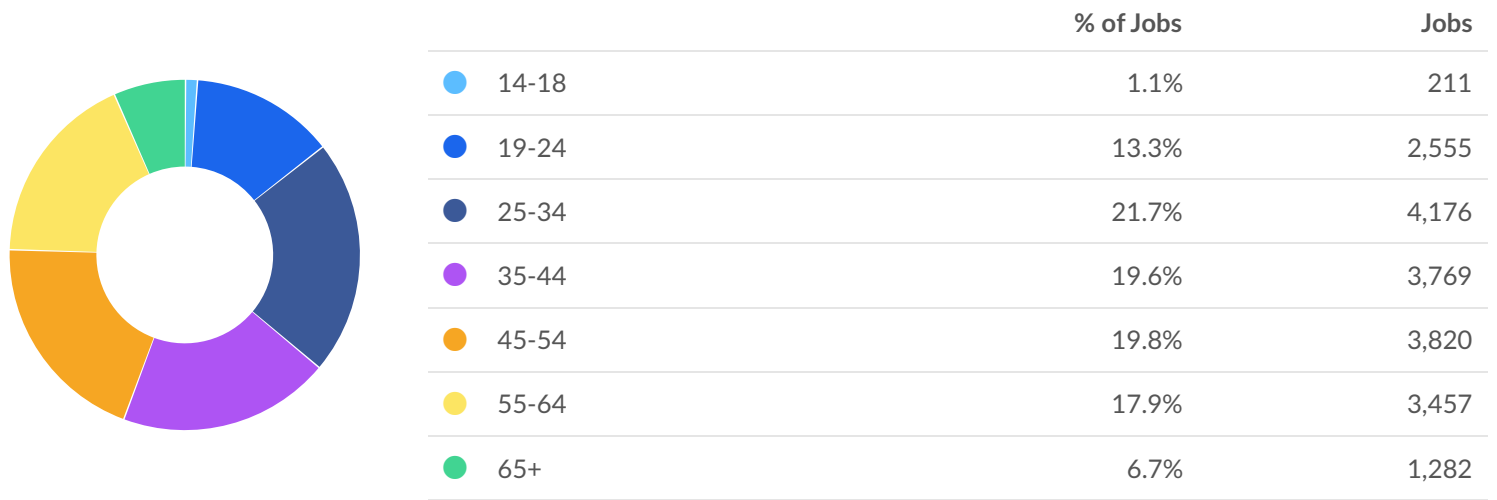 % of Jobs Jobs
14-18 1.1% 211
19-24 13.3% 2,555
25-34 21.7% 4,176
35-44 19.6% 3,769
45-54 19.8% 3,820
55-64 17.9% 3,457
65+ 6.7% 1,282